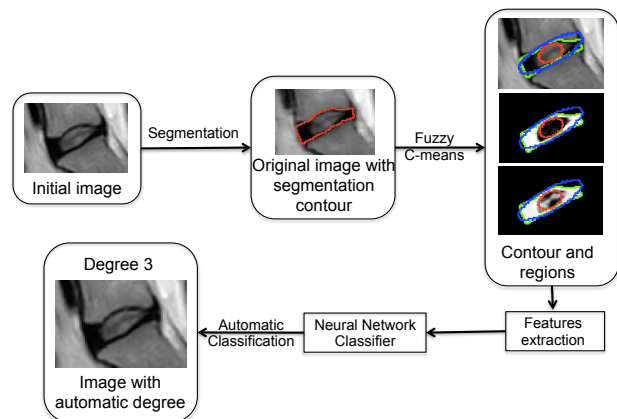 Initial image
Segmentation
Original image with
segmentation
contour
Fuzzy
C-means
Contour and
regions
Features
extraction
Neural Network
Classifier
Automatic
Classification
Degree 3
Image with
automatic degree